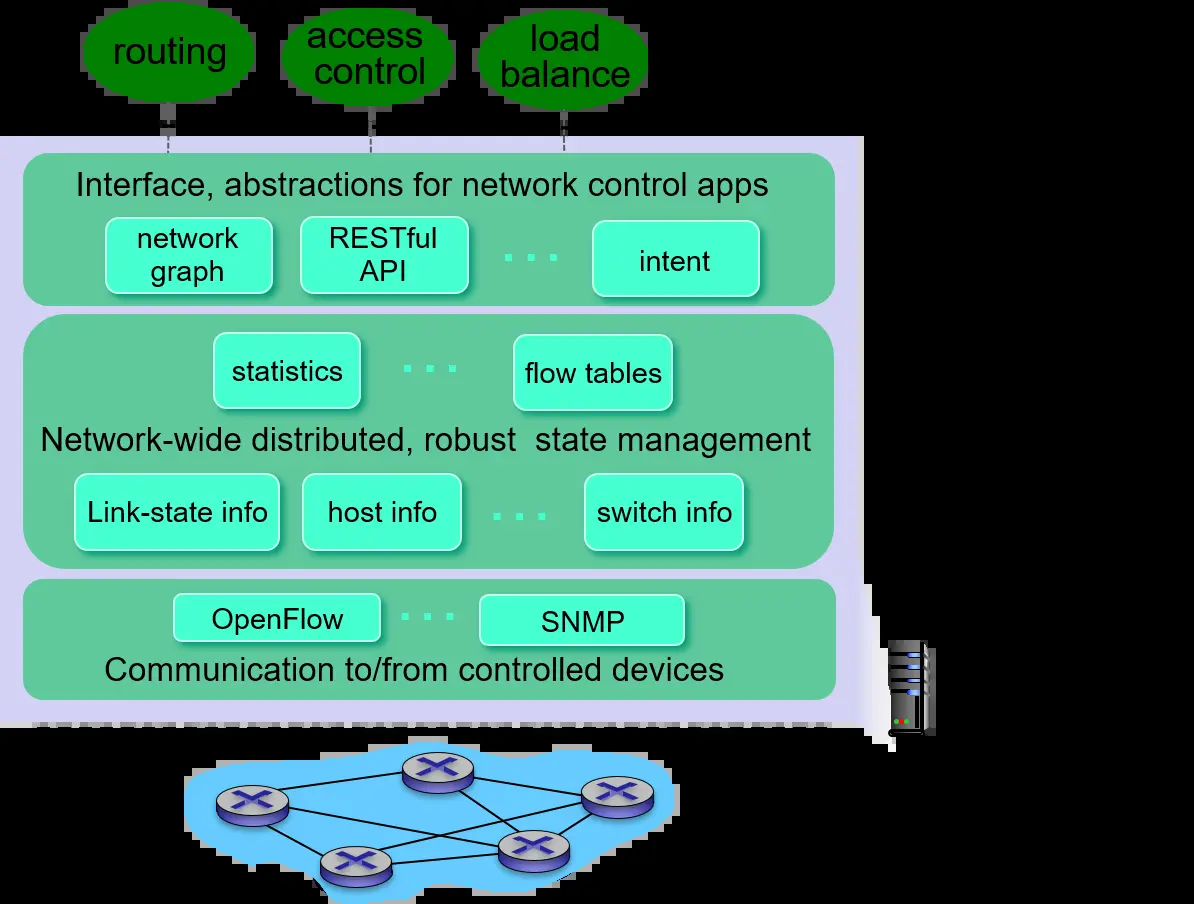 routing
access
control
load
balance
Interface, abstractions for network control apps
network
graph
RESTful
API
intent
statistics
flow tables
Network-wide distributed, robust  state management
Link-state info
host info
switch info
OpenFlow
SNMP
Communication to/from controlled devices